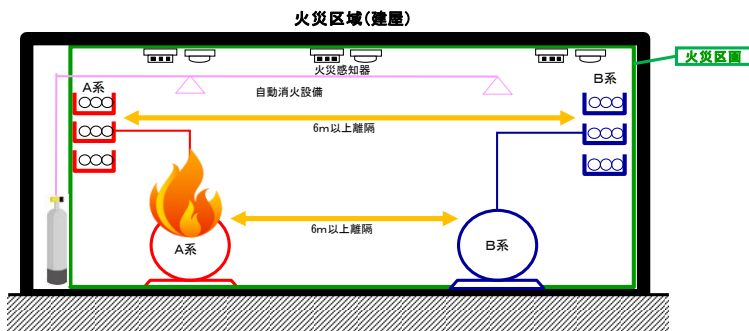 火災区域(建屋)
火災区画
火災感知器
A系
B系
自動消火設備
6m以上離隔
6m以上離隔
A系
B系